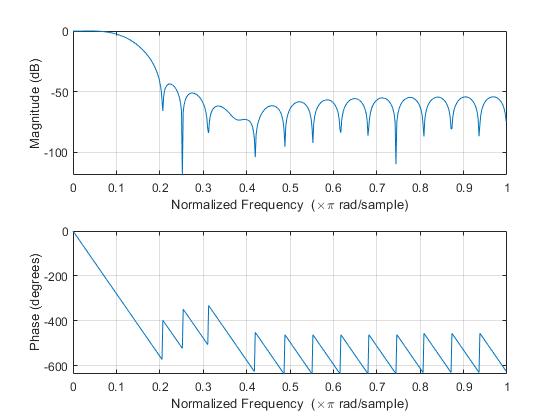 0
-50
-100
Magnitude (dB)
0 0.1 0.2 0.3 0.4 0.5 0.6 0.7 0.8 0.9 1
Normalized Frequency (×π rad/sample)
0
-200
-400
-600
Phase (degrees)
0 0.1 0.2 0.3 0.4 0.5 0.6 0.7 0.8 0.9 1
Normalized Frequency (×π rad/sample)